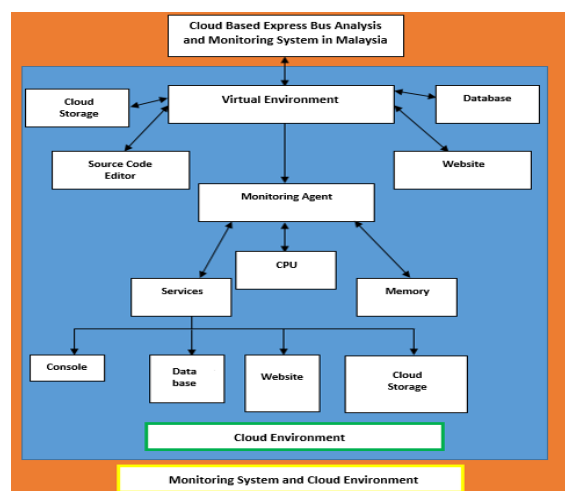 Cloud Based Express Bus Analysis
and Monitoring System in Malaysia
Cloud
Storage
Virtual Environment
Database
Source Code
Editor
Website
Monitoring Agent
CPU
Services
Memory
Console
Data
base
Website
Cloud
Storage
Cloud Environment
Monitoring System and Cloud Environment